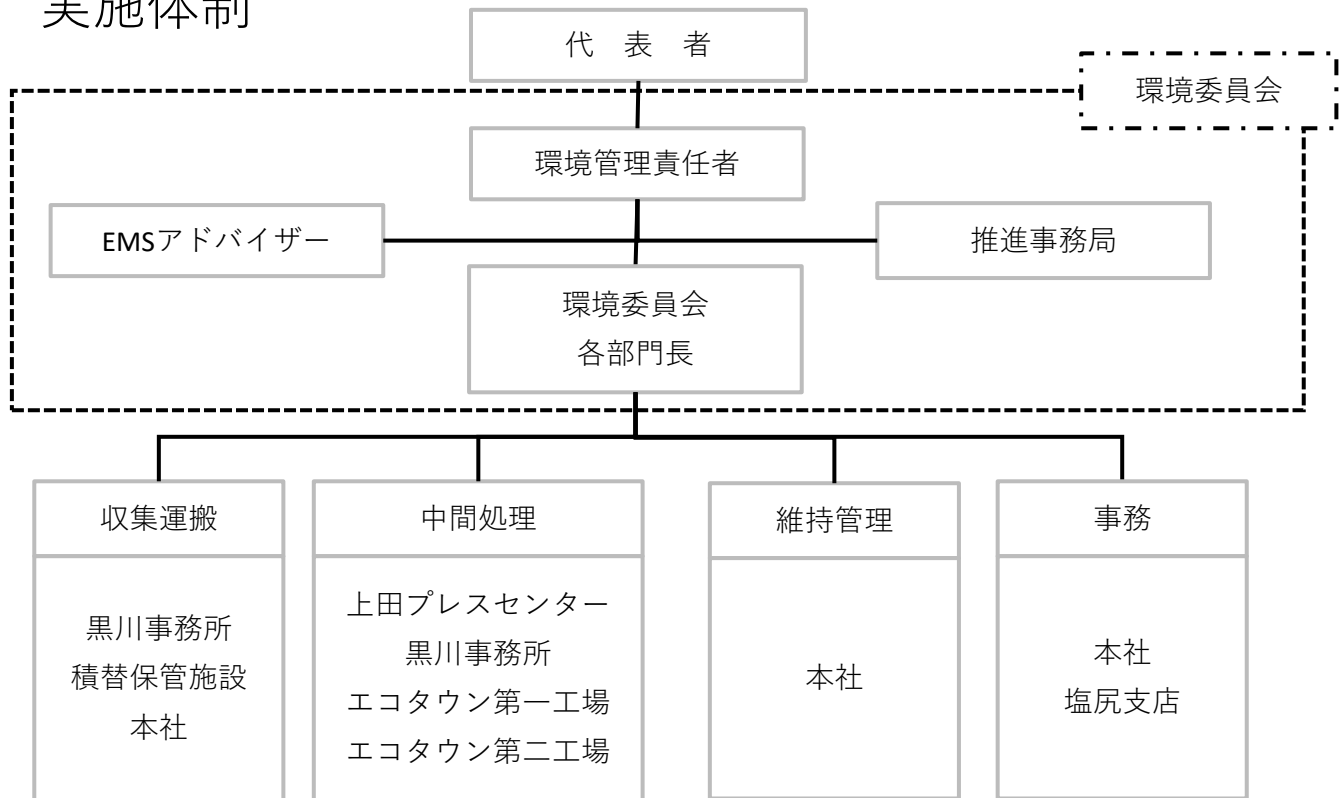 実施体制
代　表　者
環境委員会
環境管理責任者
EMSアドバイザー
推進事務局
環境委員会
各部門長
収集運搬
黒川事務所
積替保管施設
本社
中間処理
上田プレスセンター
黒川事務所
エコタウン第一工場
エコタウン第二工場
維持管理
本社
事務
本社
塩尻支店